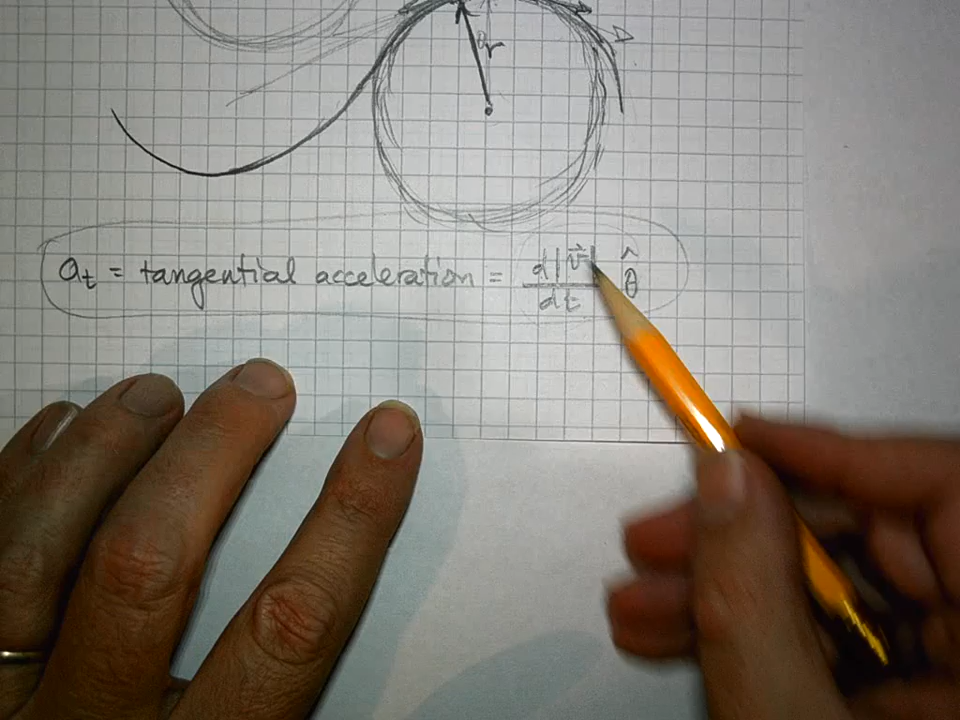 r
a_t = tangential acceleration = d|v⃗|/dt θ̂